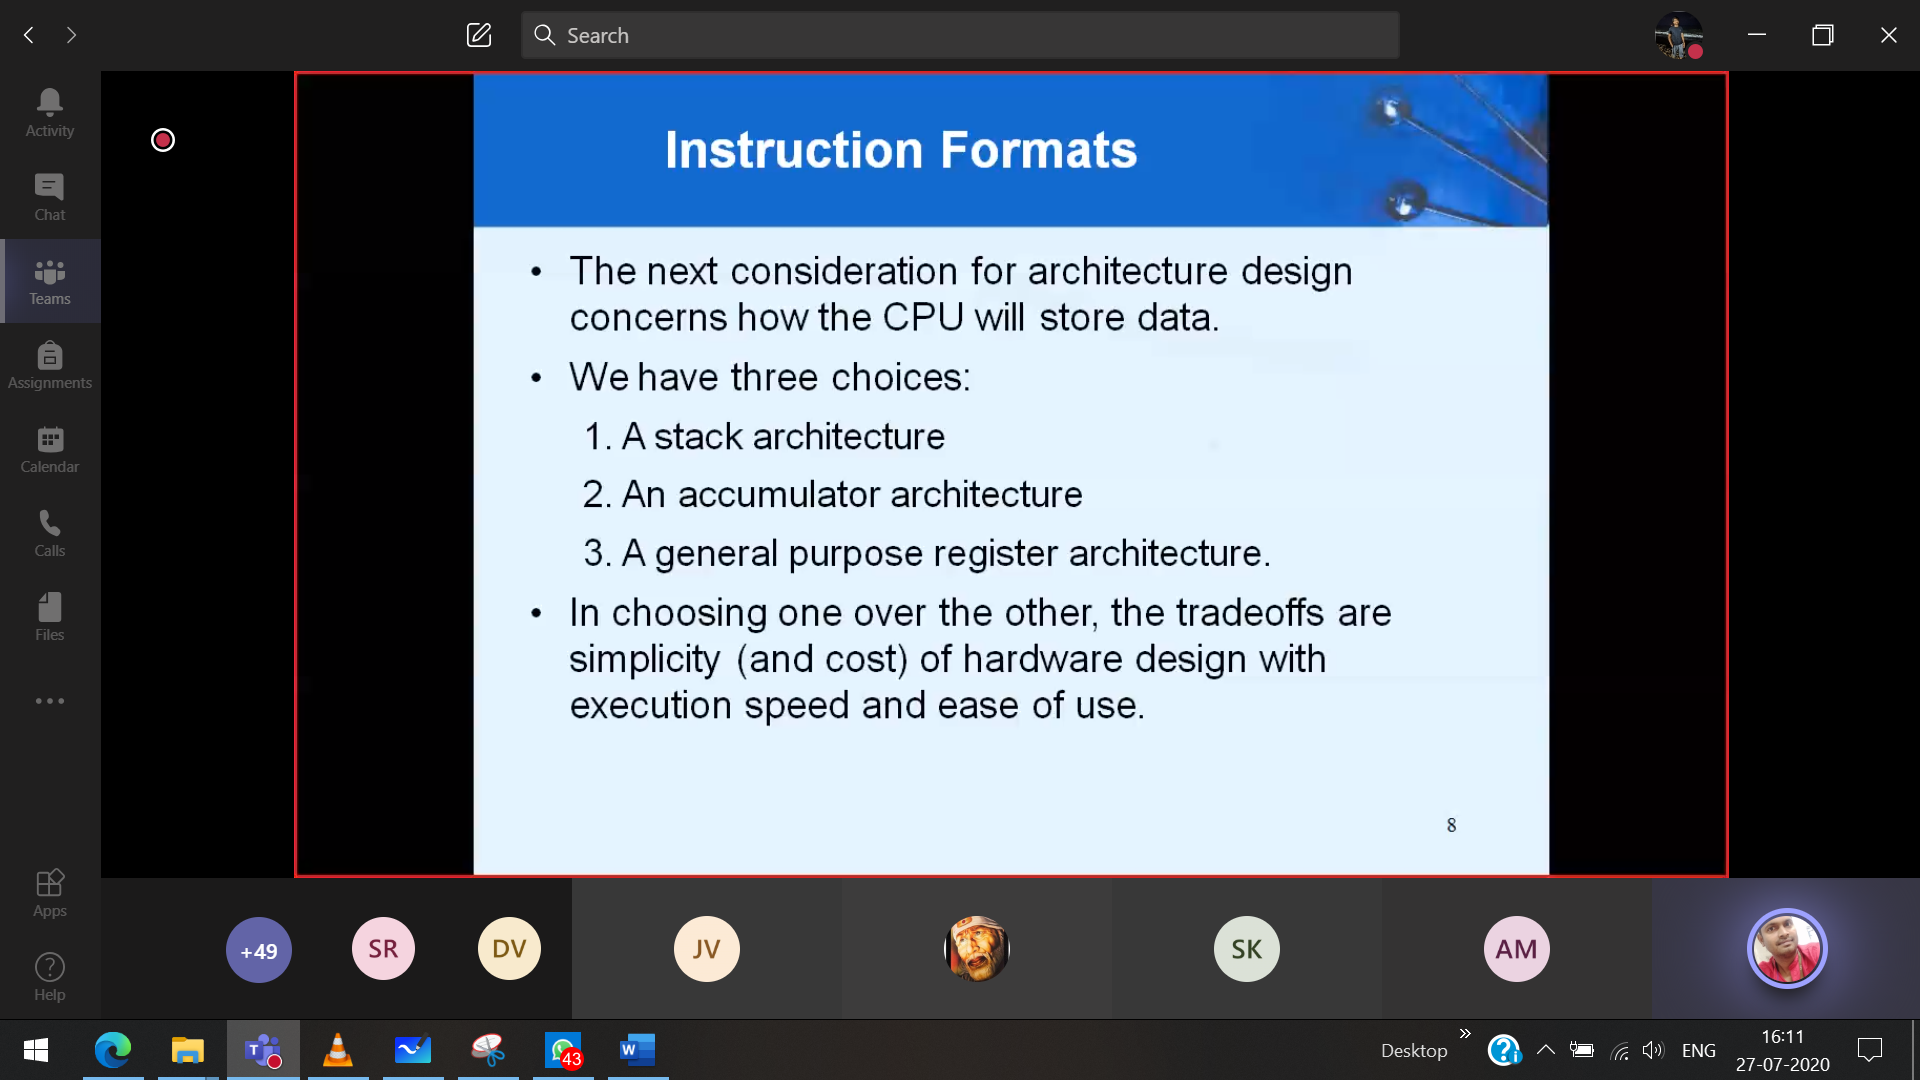 Search
Activity
Chat
Teams
Assignments
Calendar
Calls
Files
Apps
Help
Instruction Formats
• The next consideration for architecture design
concerns how the CPU will store data.
• We have three choices:
1. A stack architecture
2. An accumulator architecture
3. A general purpose register architecture.
• In choosing one over the other, the tradeoffs are
simplicity (and cost) of hardware design with
execution speed and ease of use.
8
+49
SR
DV
JV
SK
AM
43
Desktop
ENG
16:11
27-07-2020